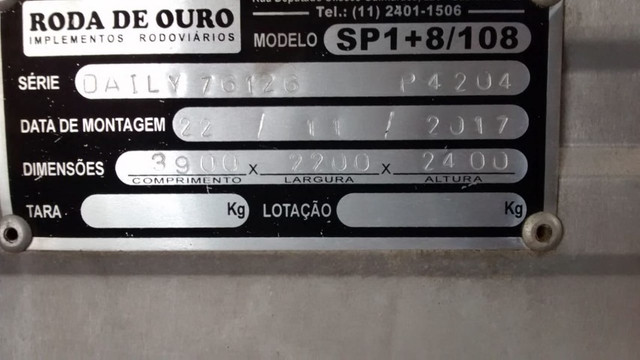 RODA DE OURO
IMPLEMENTOS RODOVIÁRIOS
Tel.: (11) 2401-1506
MODELO SP1+8/108
SÉRIE DAILY 76126 P4204
DATA DE MONTAGEM 22 / 11 / 2017
DIMENSÕES 3900 x 2200 x 2400
COMPRIMENTO LARGURA ALTURA
TARA Kg LOTAÇÃO Kg